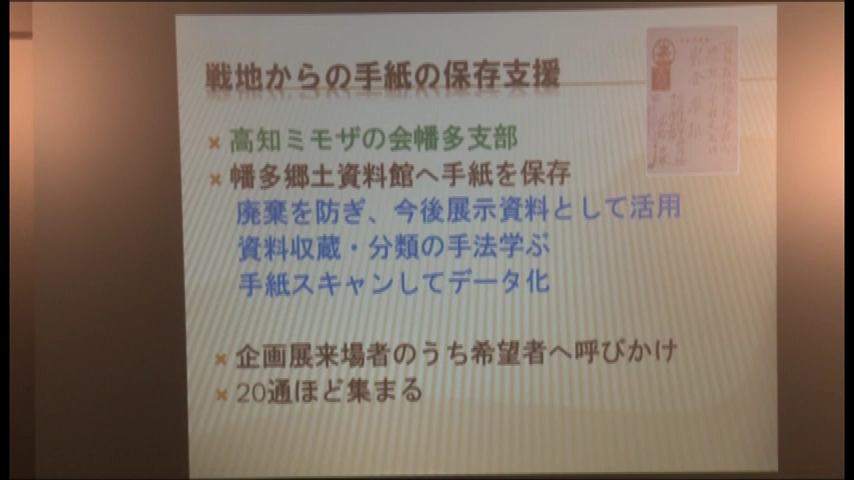 戦地からの手紙の保存支援
高知ミモザの会幡多支部
幡多郷土資料館へ手紙を保存
廃棄を防ぎ、今後展示資料として活用
資料収蔵・分類の手法学ぶ
手紙スキャンしてデータ化
企画展来場者のうち希望者へ呼びかけ
20通ほど集まる